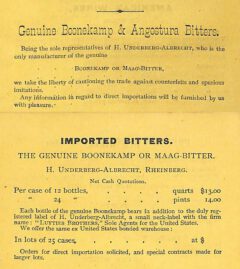 Genuine Boonekamp & Angostura Bitters.
Being the sole representatives of H. UNDERBERG-ALBRECHT, who is the
only manufacturer of the genuine
BOONEKAMP OR MAAG-BITTER,
we take the liberty of cautioning the trade against counterfeits and spurious
imitations.
Any information in regard to direct importations will be furnished by us
with pleasure.
IMPORTED BITTERS.
THE GENUINE BOONEKAMP OR MAAG-BITTER.
H. UNDERBERG-ALBRECHT, RHEINBERG.
Net Cash Quotations.
Per case of 12 bottles, . . . quarts $13.00
" 24 " . . . pints 14.00
Each bottle of the genuine Boonekamp bears in addition to the duly reg-
istered label of H. Underberg-Albrecht, a small neck-label with the firm
name: "LUYTIES BROTHERS," Sole Agents for the United States.
We offer the same ex United States bonded warehouse:
In lots of 25 cases, . . . at $
Orders for direct importation solicited, and special contracts made for
larger lots.